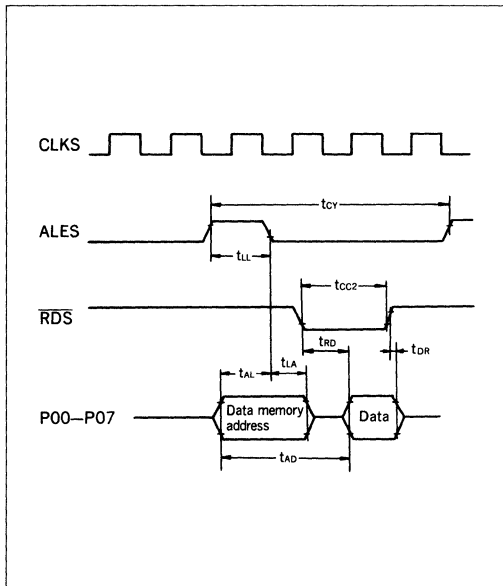 CLKS
tCY
ALES
tLL
tCC2
RDS
tRD
tDR
tAL
tLA
P00—P07
Data memory
address
Data
tAD